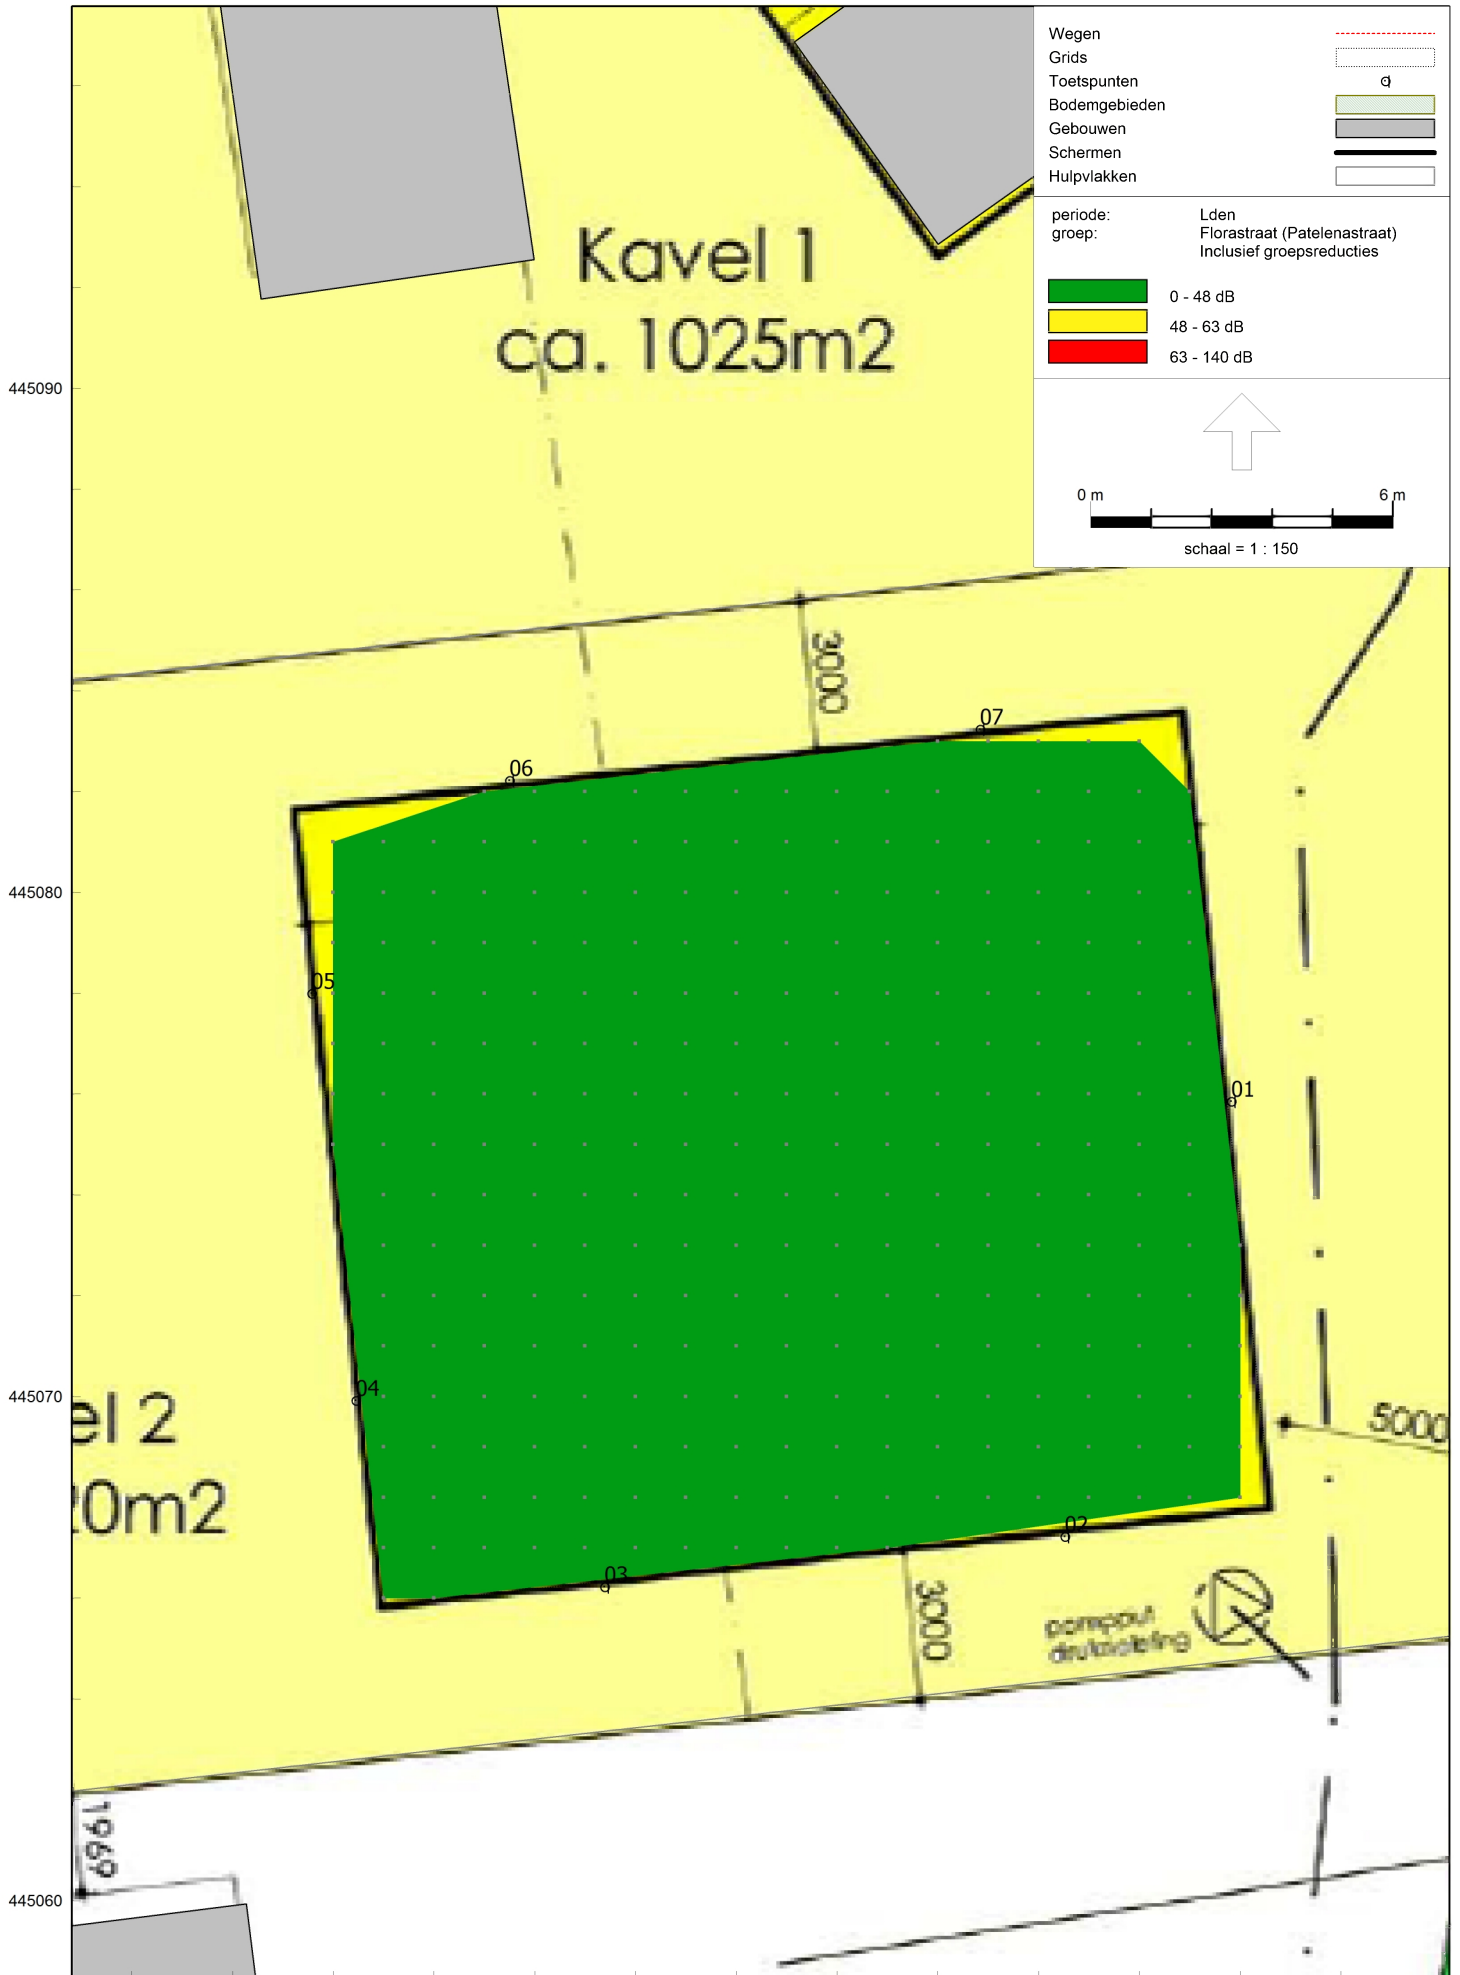 Wegen
Grids
Toetspunten
Bodemgebieden
Gebouwen
Schermen
Hulpvlakken
periode: Lden
groep: Florastraat (Patelenastraat)
Inclusief groepsreducties
0 - 48 dB
48 - 63 dB
63 - 140 dB
0 m 6 m
schaal = 1 : 150
Kavel 1
ca. 1025m2
445090
3000
07
06
445080
05
01
04
445070
el 2
5000
0m2
02
03
3000
1969
445060